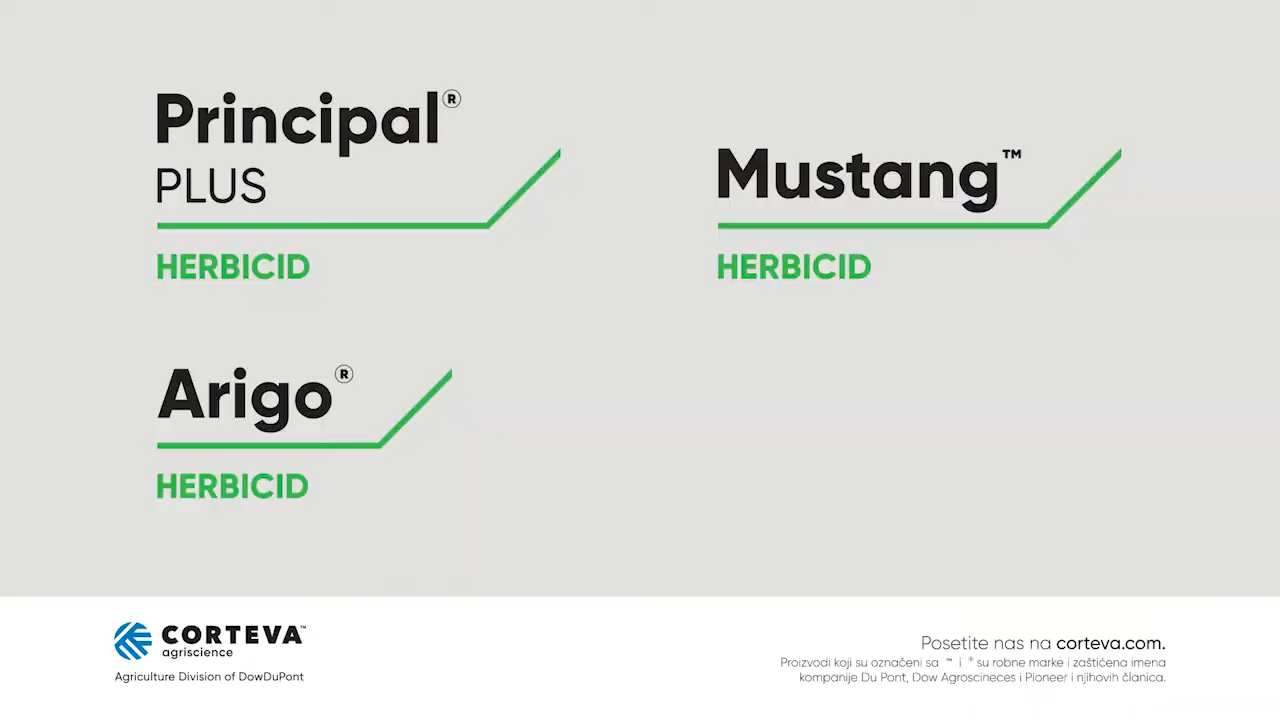 Principal®
PLUS
HERBICID
Mustang™
HERBICID
Arigo®
HERBICID
CORTEVA™
agriscience
Agriculture Division of DowDuPont
Posetite nas na corteva.com.
Proizvodi koji su označeni sa ™ i ® su robne marke i zaštićena imena
kompanije Du Pont, Dow Agroscineces i Pioneer i njihovih članica.